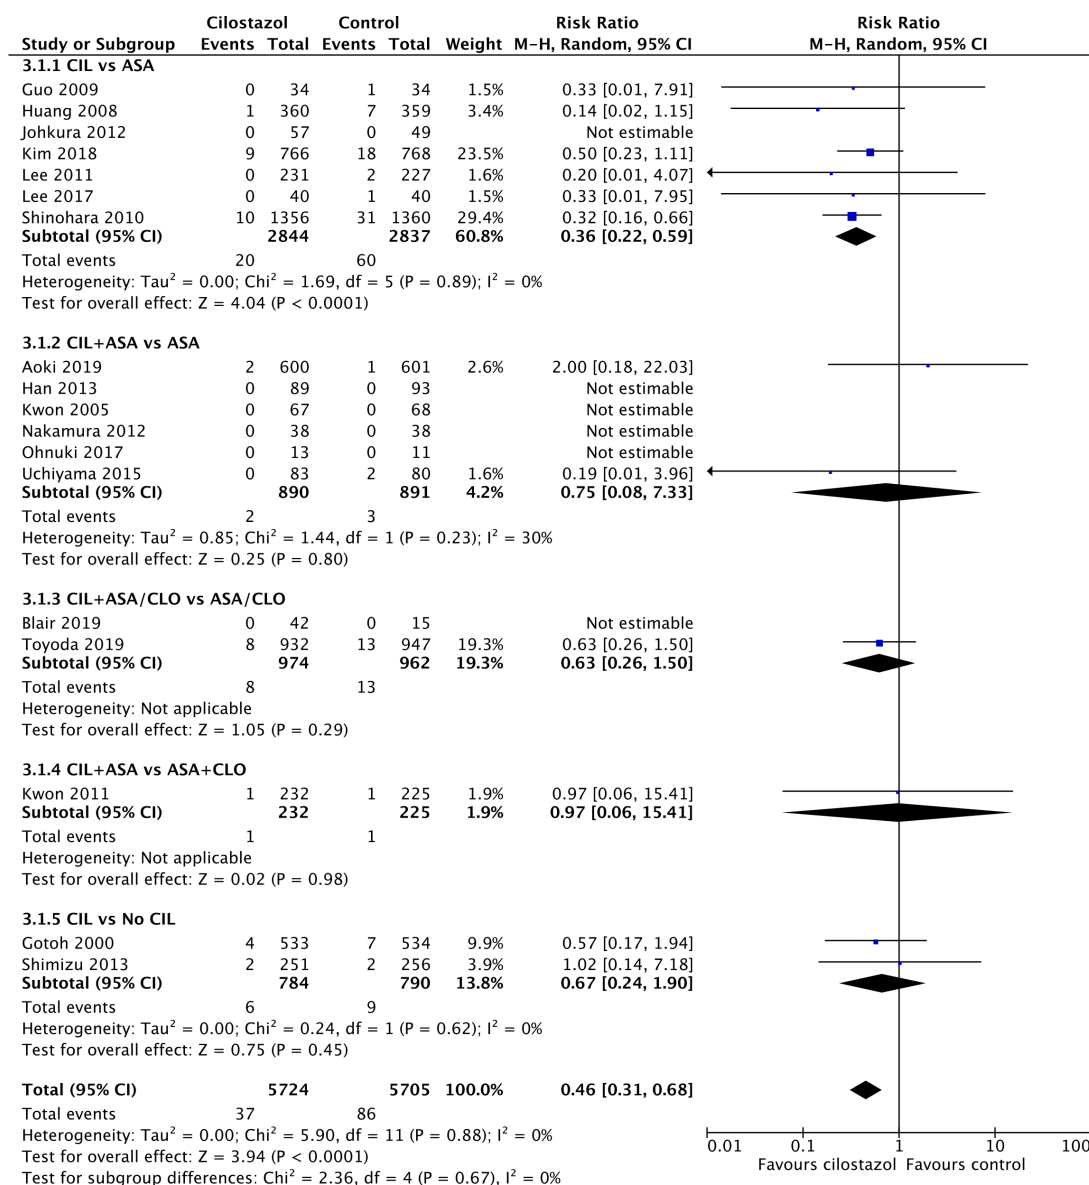 Cilostazol Control Risk Ratio Risk Ratio
Study or Subgroup Events Total Events Total Weight M-H, Random, 95% CI M-H, Random, 95% CI
3.1.1 CIL vs ASA
Guo 2009 0 34 1 34 1.5% 0.33 [0.01, 7.91]
Huang 2008 1 360 7 359 3.4% 0.14 [0.02, 1.15]
Johkura 2012 0 57 0 49 Not estimable
Kim 2018 9 766 18 768 23.5% 0.50 [0.23, 1.11]
Lee 2011 0 231 2 227 1.6% 0.20 [0.01, 4.07]
Lee 2017 0 40 1 40 1.5% 0.33 [0.01, 7.95]
Shinohara 2010 10 1356 31 1360 29.4% 0.32 [0.16, 0.66]
Subtotal (95% CI) 2844 2837 60.8% 0.36 [0.22, 0.59]
Total events 20 60
Heterogeneity: Tau² = 0.00; Chi² = 1.69, df = 5 (P = 0.89); I² = 0%
Test for overall effect: Z = 4.04 (P < 0.0001)
3.1.2 CIL+ASA vs ASA
Aoki 2019 2 600 1 601 2.6% 2.00 [0.18, 22.03]
Han 2013 0 89 0 93 Not estimable
Kwon 2005 0 67 0 68 Not estimable
Nakamura 2012 0 38 0 38 Not estimable
Ohnuki 2017 0 13 0 11 Not estimable
Uchiyama 2015 0 83 2 80 1.6% 0.19 [0.01, 3.96]
Subtotal (95% CI) 890 891 4.2% 0.75 [0.08, 7.33]
Total events 2 3
Heterogeneity: Tau² = 0.85; Chi² = 1.44, df = 1 (P = 0.23); I² = 30%
Test for overall effect: Z = 0.25 (P = 0.80)
3.1.3 CIL+ASA/CLO vs ASA/CLO
Blair 2019 0 42 0 15 Not estimable
Toyoda 2019 8 932 13 947 19.3% 0.63 [0.26, 1.50]
Subtotal (95% CI) 974 962 19.3% 0.63 [0.26, 1.50]
Total events 8 13
Heterogeneity: Not applicable
Test for overall effect: Z = 1.05 (P = 0.29)
3.1.4 CIL+ASA vs ASA+CLO
Kwon 2011 1 232 1 225 1.9% 0.97 [0.06, 15.41]
Subtotal (95% CI) 232 225 1.9% 0.97 [0.06, 15.41]
Total events 1 1
Heterogeneity: Not applicable
Test for overall effect: Z = 0.02 (P = 0.98)
3.1.5 CIL vs No CIL
Gotoh 2000 4 533 7 534 9.9% 0.57 [0.17, 1.94]
Shimizu 2013 2 251 2 256 3.9% 1.02 [0.14, 7.18]
Subtotal (95% CI) 784 790 13.8% 0.67 [0.24, 1.90]
Total events 6 9
Heterogeneity: Tau² = 0.00; Chi² = 0.24, df = 1 (P = 0.62); I² = 0%
Test for overall effect: Z = 0.75 (P = 0.45)
Total (95% CI) 5724 5705 100.0% 0.46 [0.31, 0.68]
Total events 37 86
Heterogeneity: Tau² = 0.00; Chi² = 5.90, df = 11 (P = 0.88); I² = 0%
Test for overall effect: Z = 3.94 (P < 0.0001)
Test for subgroup differences: Chi² = 2.36, df = 4 (P = 0.67), I² = 0%
0.01 0.1 1 10 100
Favours cilostazol Favours control